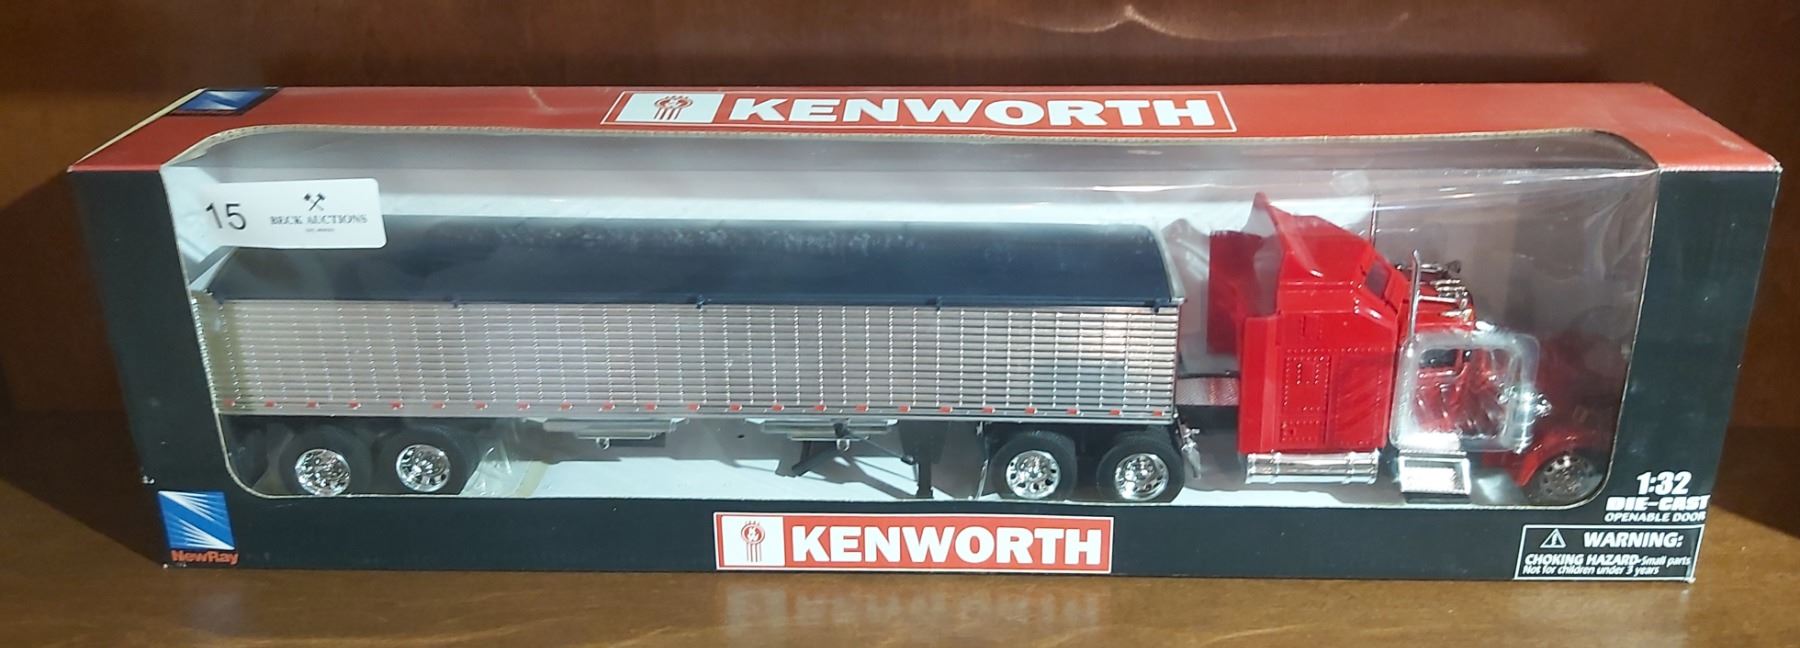 KENWORTH
15
BECK AUCTIONS
NewRay
KENWORTH
1:32
DIE-CAST
OPENABLE DOOR
WARNING:
CHOKING HAZARD-Small parts
Not for children under 3 years